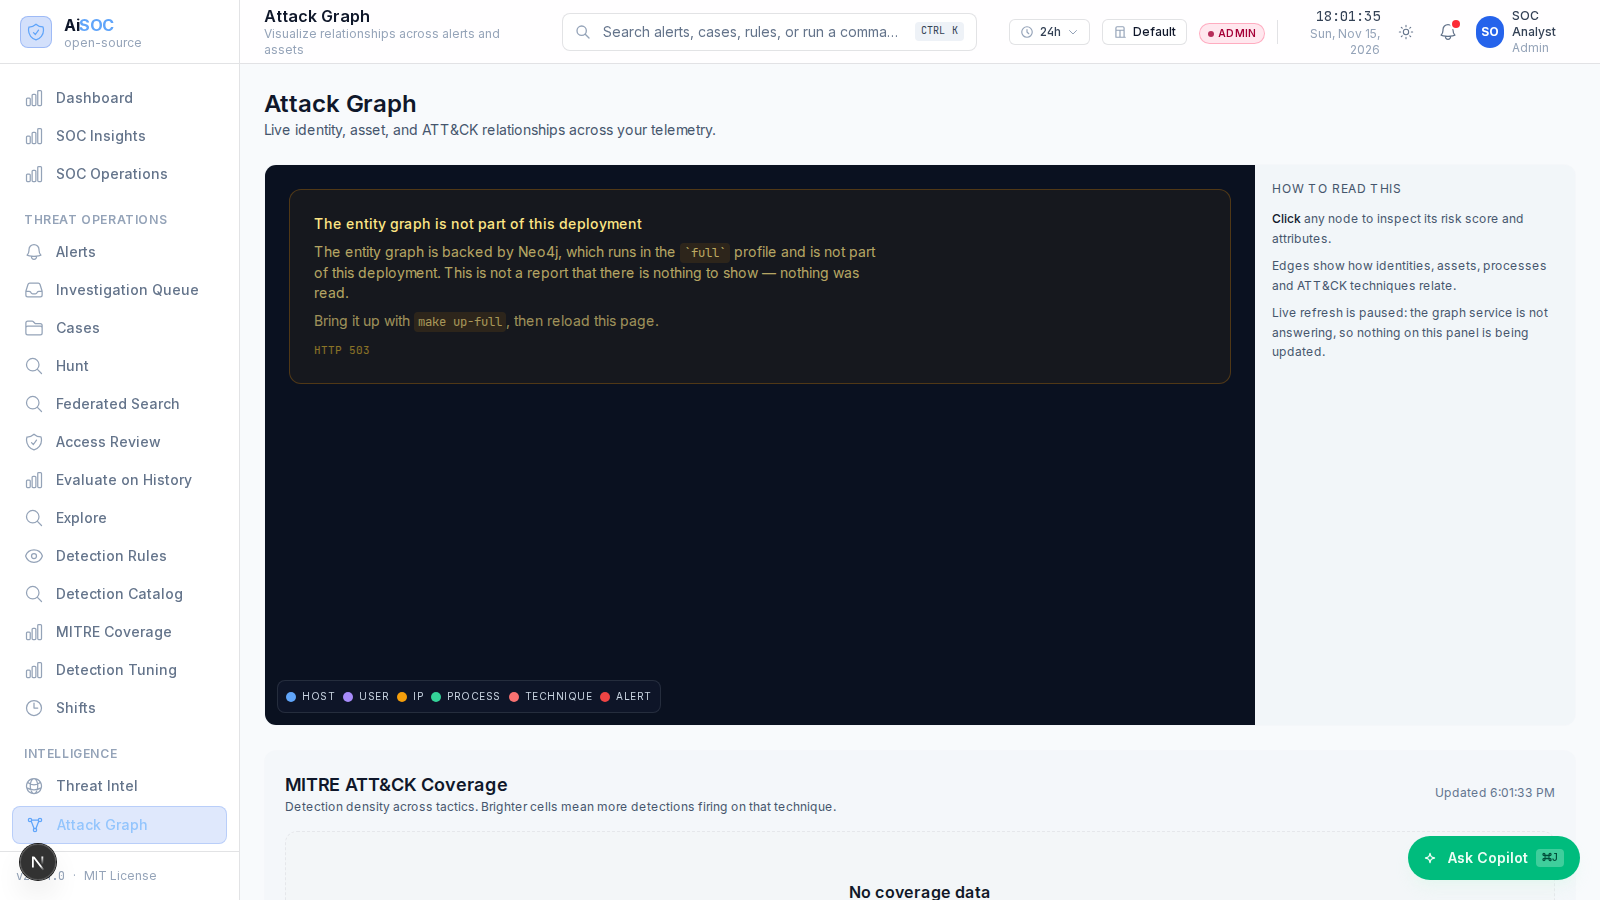 AiSOC
open-source
Attack Graph
Visualize relationships across alerts and
assets
Search alerts, cases, rules, or run a comma...
CTRL K
24h
Default
ADMIN
18:01:35
Sun, Nov 15,
2026
SO
SOC
Analyst
Admin
Dashboard
SOC Insights
SOC Operations
THREAT OPERATIONS
Alerts
Investigation Queue
Cases
Hunt
Federated Search
Access Review
Evaluate on History
Explore
Detection Rules
Detection Catalog
MITRE Coverage
Detection Tuning
Shifts
INTELLIGENCE
Threat Intel
Attack Graph
N
· MIT License
Attack Graph
Live identity, asset, and ATT&CK relationships across your telemetry.
The entity graph is not part of this deployment
The entity graph is backed by Neo4j, which runs in the `full` profile and is not part
of this deployment. This is not a report that there is nothing to show — nothing was
read.
Bring it up with make up-full, then reload this page.
HTTP 503
HOST USER IP PROCESS TECHNIQUE ALERT
HOW TO READ THIS
Click any node to inspect its risk score and
attributes.
Edges show how identities, assets, processes
and ATT&CK techniques relate.
Live refresh is paused: the graph service is not
answering, so nothing on this panel is being
updated.
MITRE ATT&CK Coverage
Detection density across tactics. Brighter cells mean more detections firing on that technique.
Updated 6:01:33 PM
No coverage data
Ask Copilot ⌘J